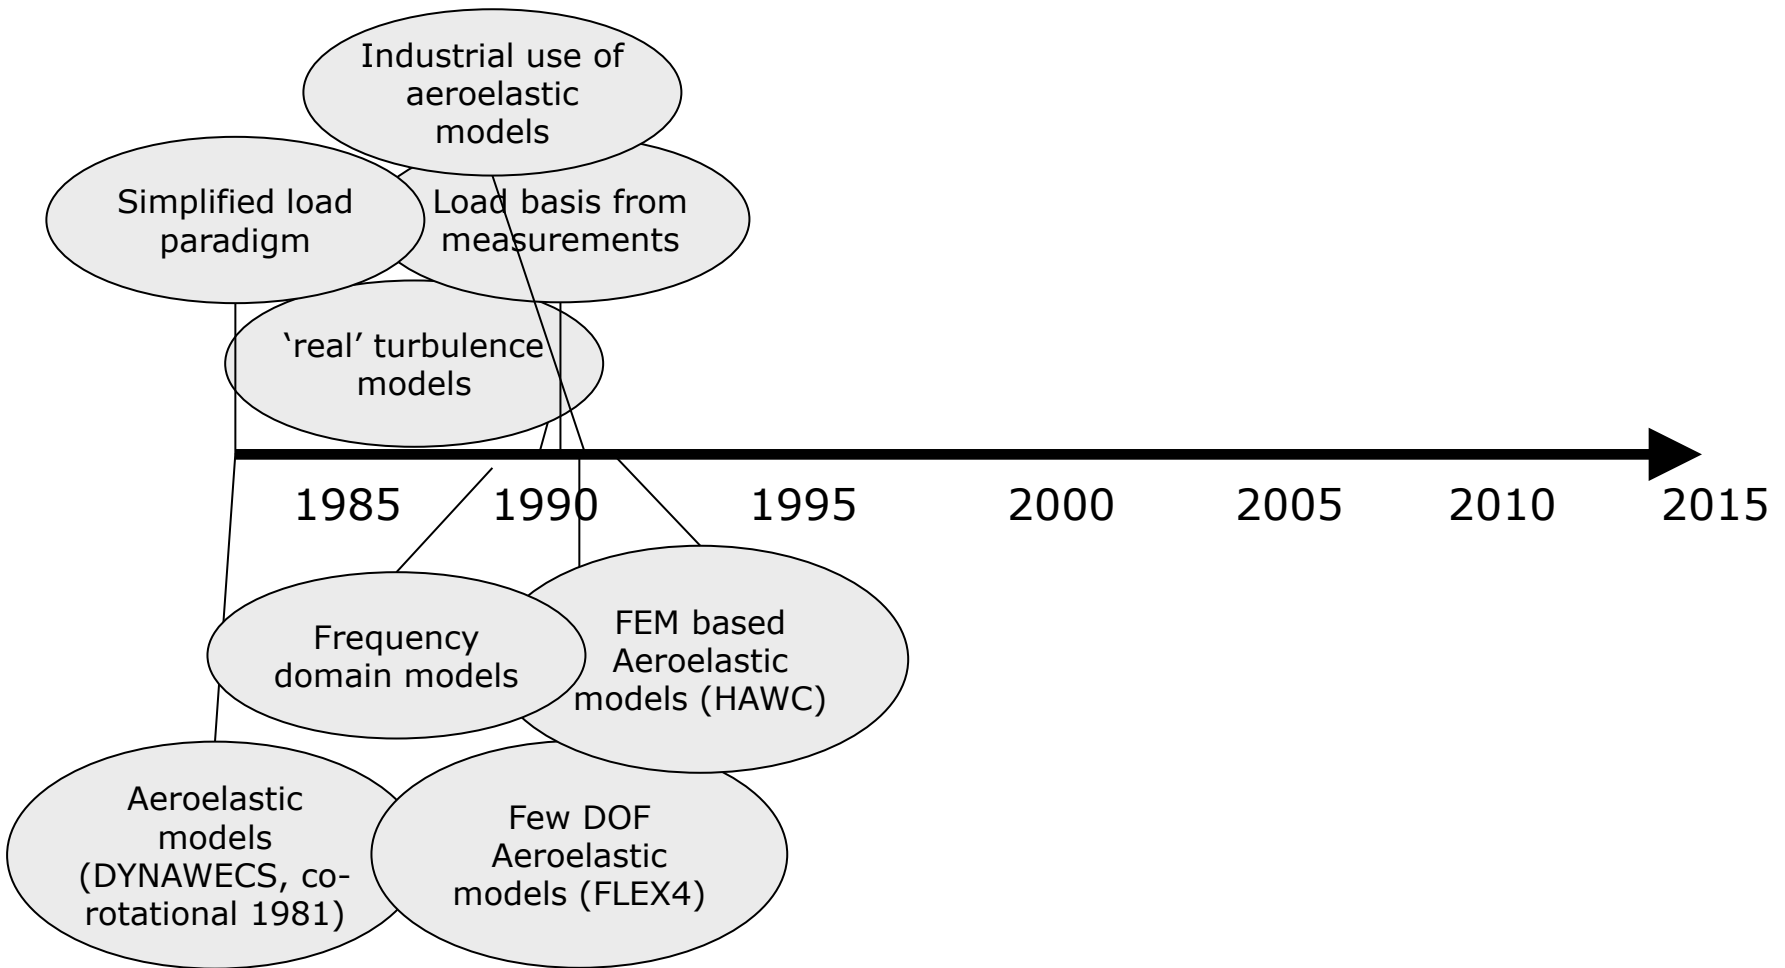 Industrial use of
aeroelastic
models
Simplified load
paradigm
Load basis from
measurements
‘real’ turbulence
models
1985
1990
1995
2000
2005
2010
2015
Frequency
domain models
FEM based
Aeroelastic
models (HAWC)
Aeroelastic
models
(DYNAWECS, co-
rotational 1981)
Few DOF
Aeroelastic
models (FLEX4)